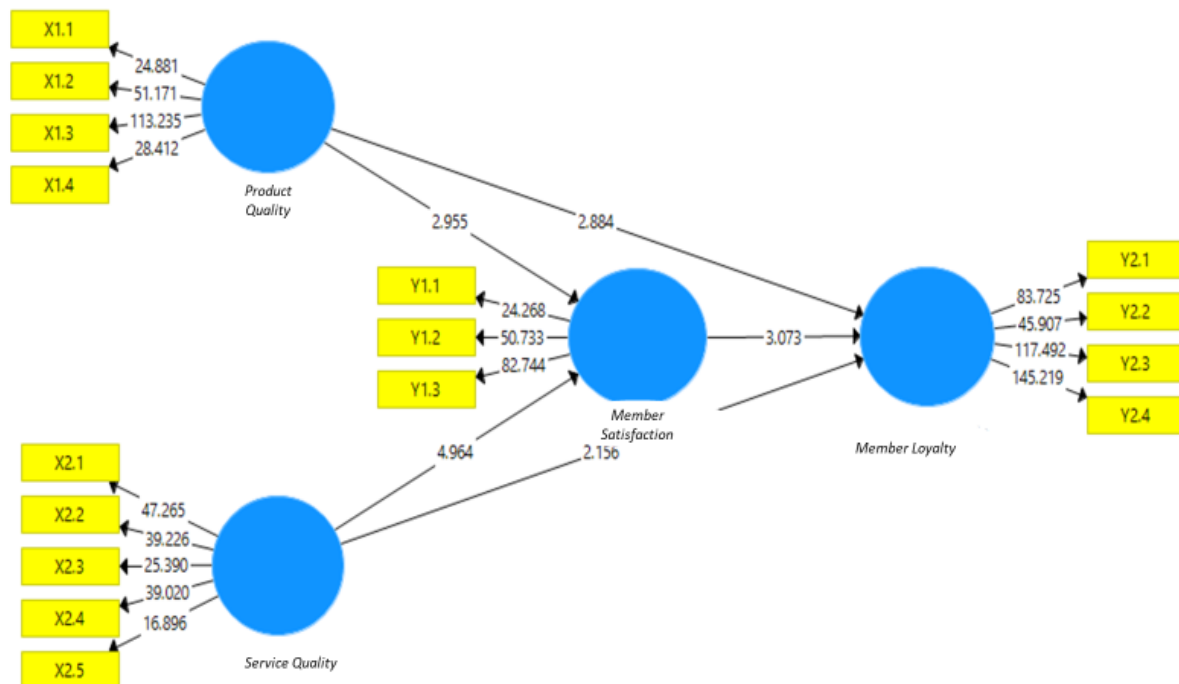 X1.1
X1.2
X1.3
X1.4
24.881
51.171
113.235
28.412
Product
Quality
2.955
2.884
Y1.1
Y1.2
Y1.3
24.268
50.733
82.744
Member
Satisfaction
3.073
Y2.1
Y2.2
Y2.3
Y2.4
83.725
45.907
117.492
145.219
Member Loyalty
4.964
2.156
X2.1
X2.2
X2.3
X2.4
X2.5
47.265
39.226
25.390
39.020
16.896
Service Quality